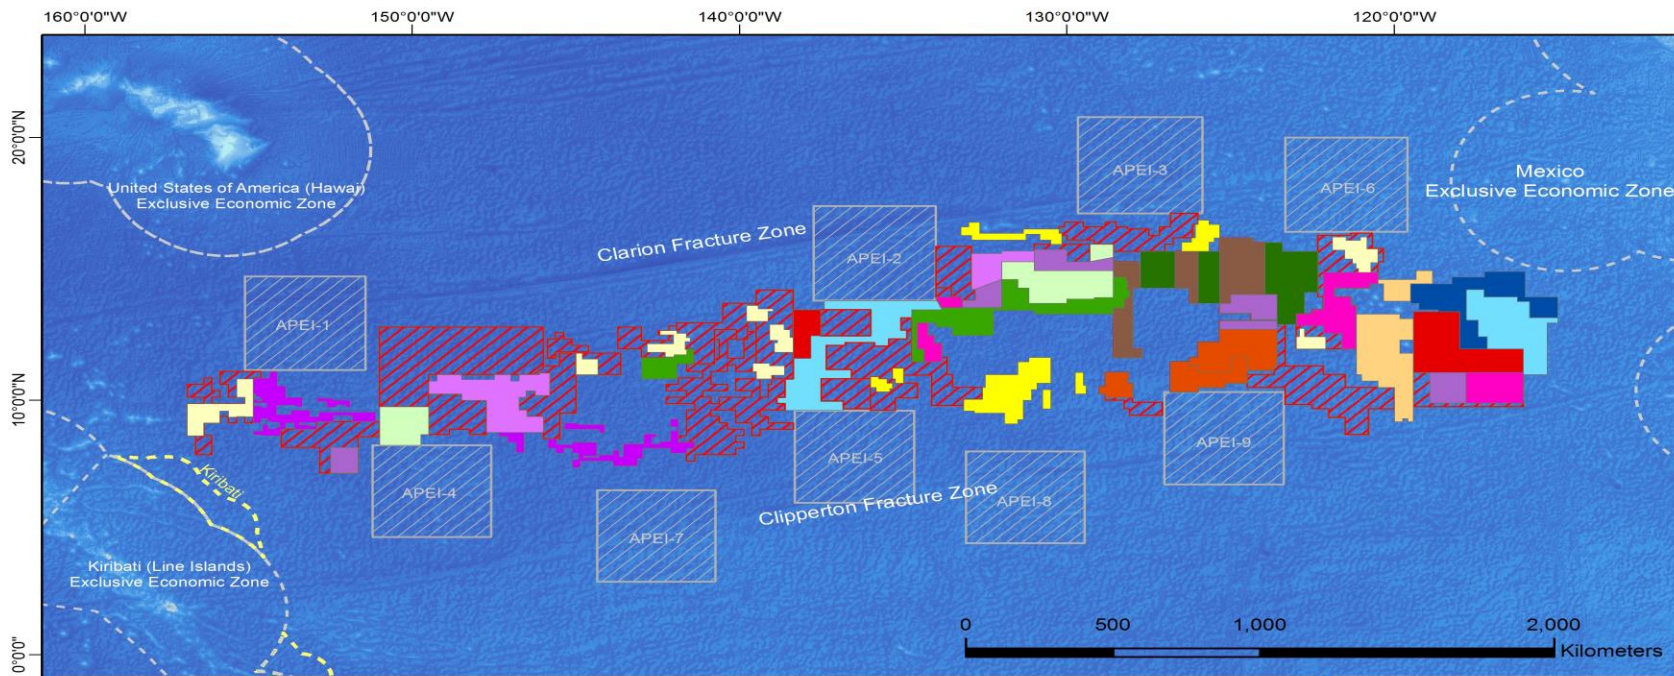 160°0'0"W 150°0'0"W 140°0'0"W 130°0'0"W 120°0'0"W
20°0'0"N
10°0'0"N
0°0'0"
United States of America (Hawaii)
Exclusive Economic Zone
Mexico
Exclusive Economic Zone
Clarion Fracture Zone
APEI-3
APEI-6
APEI-2
APEI-1
APEI-9
APEI-5
APEI-4
APEI-8
APEI-7
Clipperton Fracture Zone
Kiribati
Kiribati (Line Islands)
Exclusive Economic Zone
0 500 1,000 2,000
Kilometers